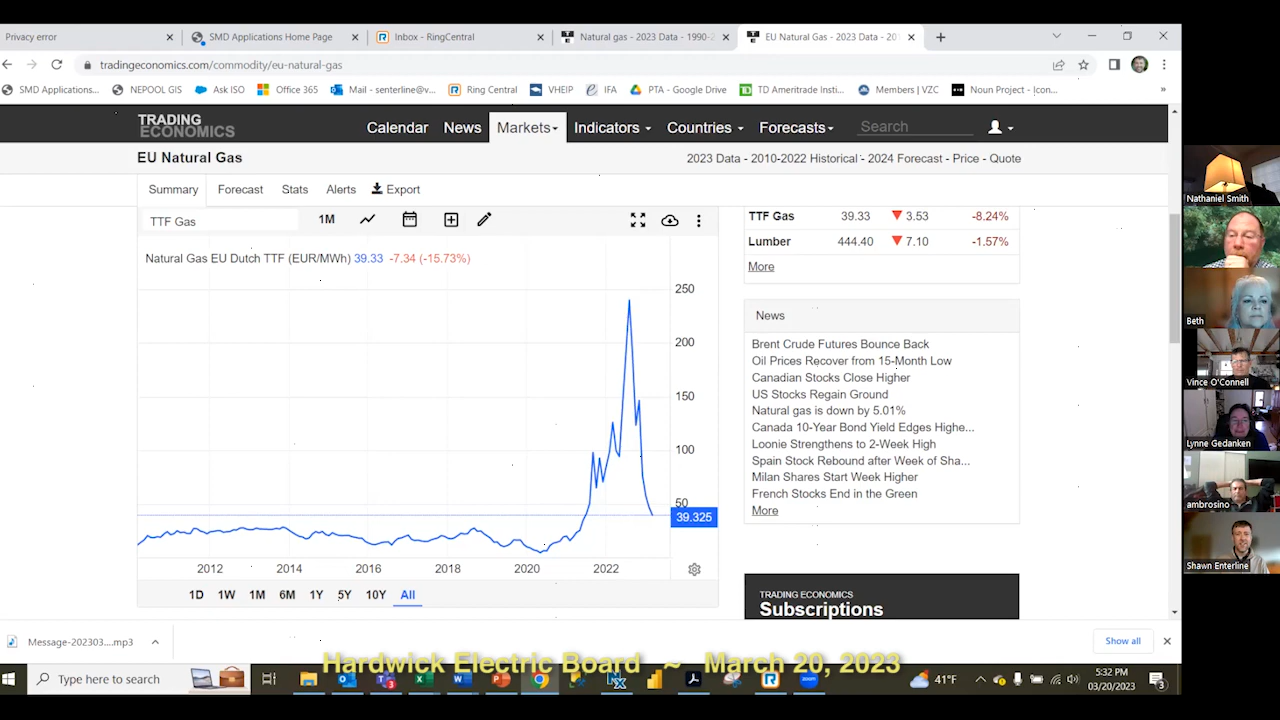 Privacy error
SMD Applications Home Page
Inbox - RingCentral
Natural gas - 2023 Data - 1990-2
EU Natural Gas - 2023 Data - 201
tradingeconomics.com/commodity/eu-natural-gas
SMD Applications...
NEPOOL GIS
Ask ISO
Office 365
Mail - senterline@v...
Ring Central
VHEIP
IFA
PTA - Google Drive
TD Ameritrade Insti...
Members | VZC
Noun Project - Icon...
»
TRADING
ECONOMICS
Calendar
News
Markets
Indicators
Countries
Forecasts
Search
EU Natural Gas
2023 Data - 2010-2022 Historical - 2024 Forecast - Price - Quote
Summary
Forecast
Stats
Alerts
Export
TTF Gas
1M
Natural Gas EU Dutch TTF (EUR/MWh) 39.33 -7.34 (-15.73%)
250
200
150
100
50
39.325
2012
2014
2016
2018
2020
2022
1D
1W
1M
6M
1Y
5Y
10Y
All
TTF Gas 39.33 3.53 -8.24%
Lumber 444.40 7.10 -1.57%
More
News
Brent Crude Futures Bounce Back
Oil Prices Recover from 15-Month Low
Canadian Stocks Close Higher
US Stocks Regain Ground
Natural gas is down by 5.01%
Canada 10-Year Bond Yield Edges Highe...
Loonie Strengthens to 2-Week High
Spain Stock Rebound after Week of Sha...
Milan Shares Start Week Higher
French Stocks End in the Green
More
TRADING ECONOMICS
Subscriptions
Nathaniel Smith
Beth
Vince O'Connell
Lynne Gedanken
ambrosino
Shawn Enterline
Message-202303....mp3
Show all
Hardwick Electric Board ~ March 20, 2023
Type here to search
41°F
5:32 PM
03/20/2023
3